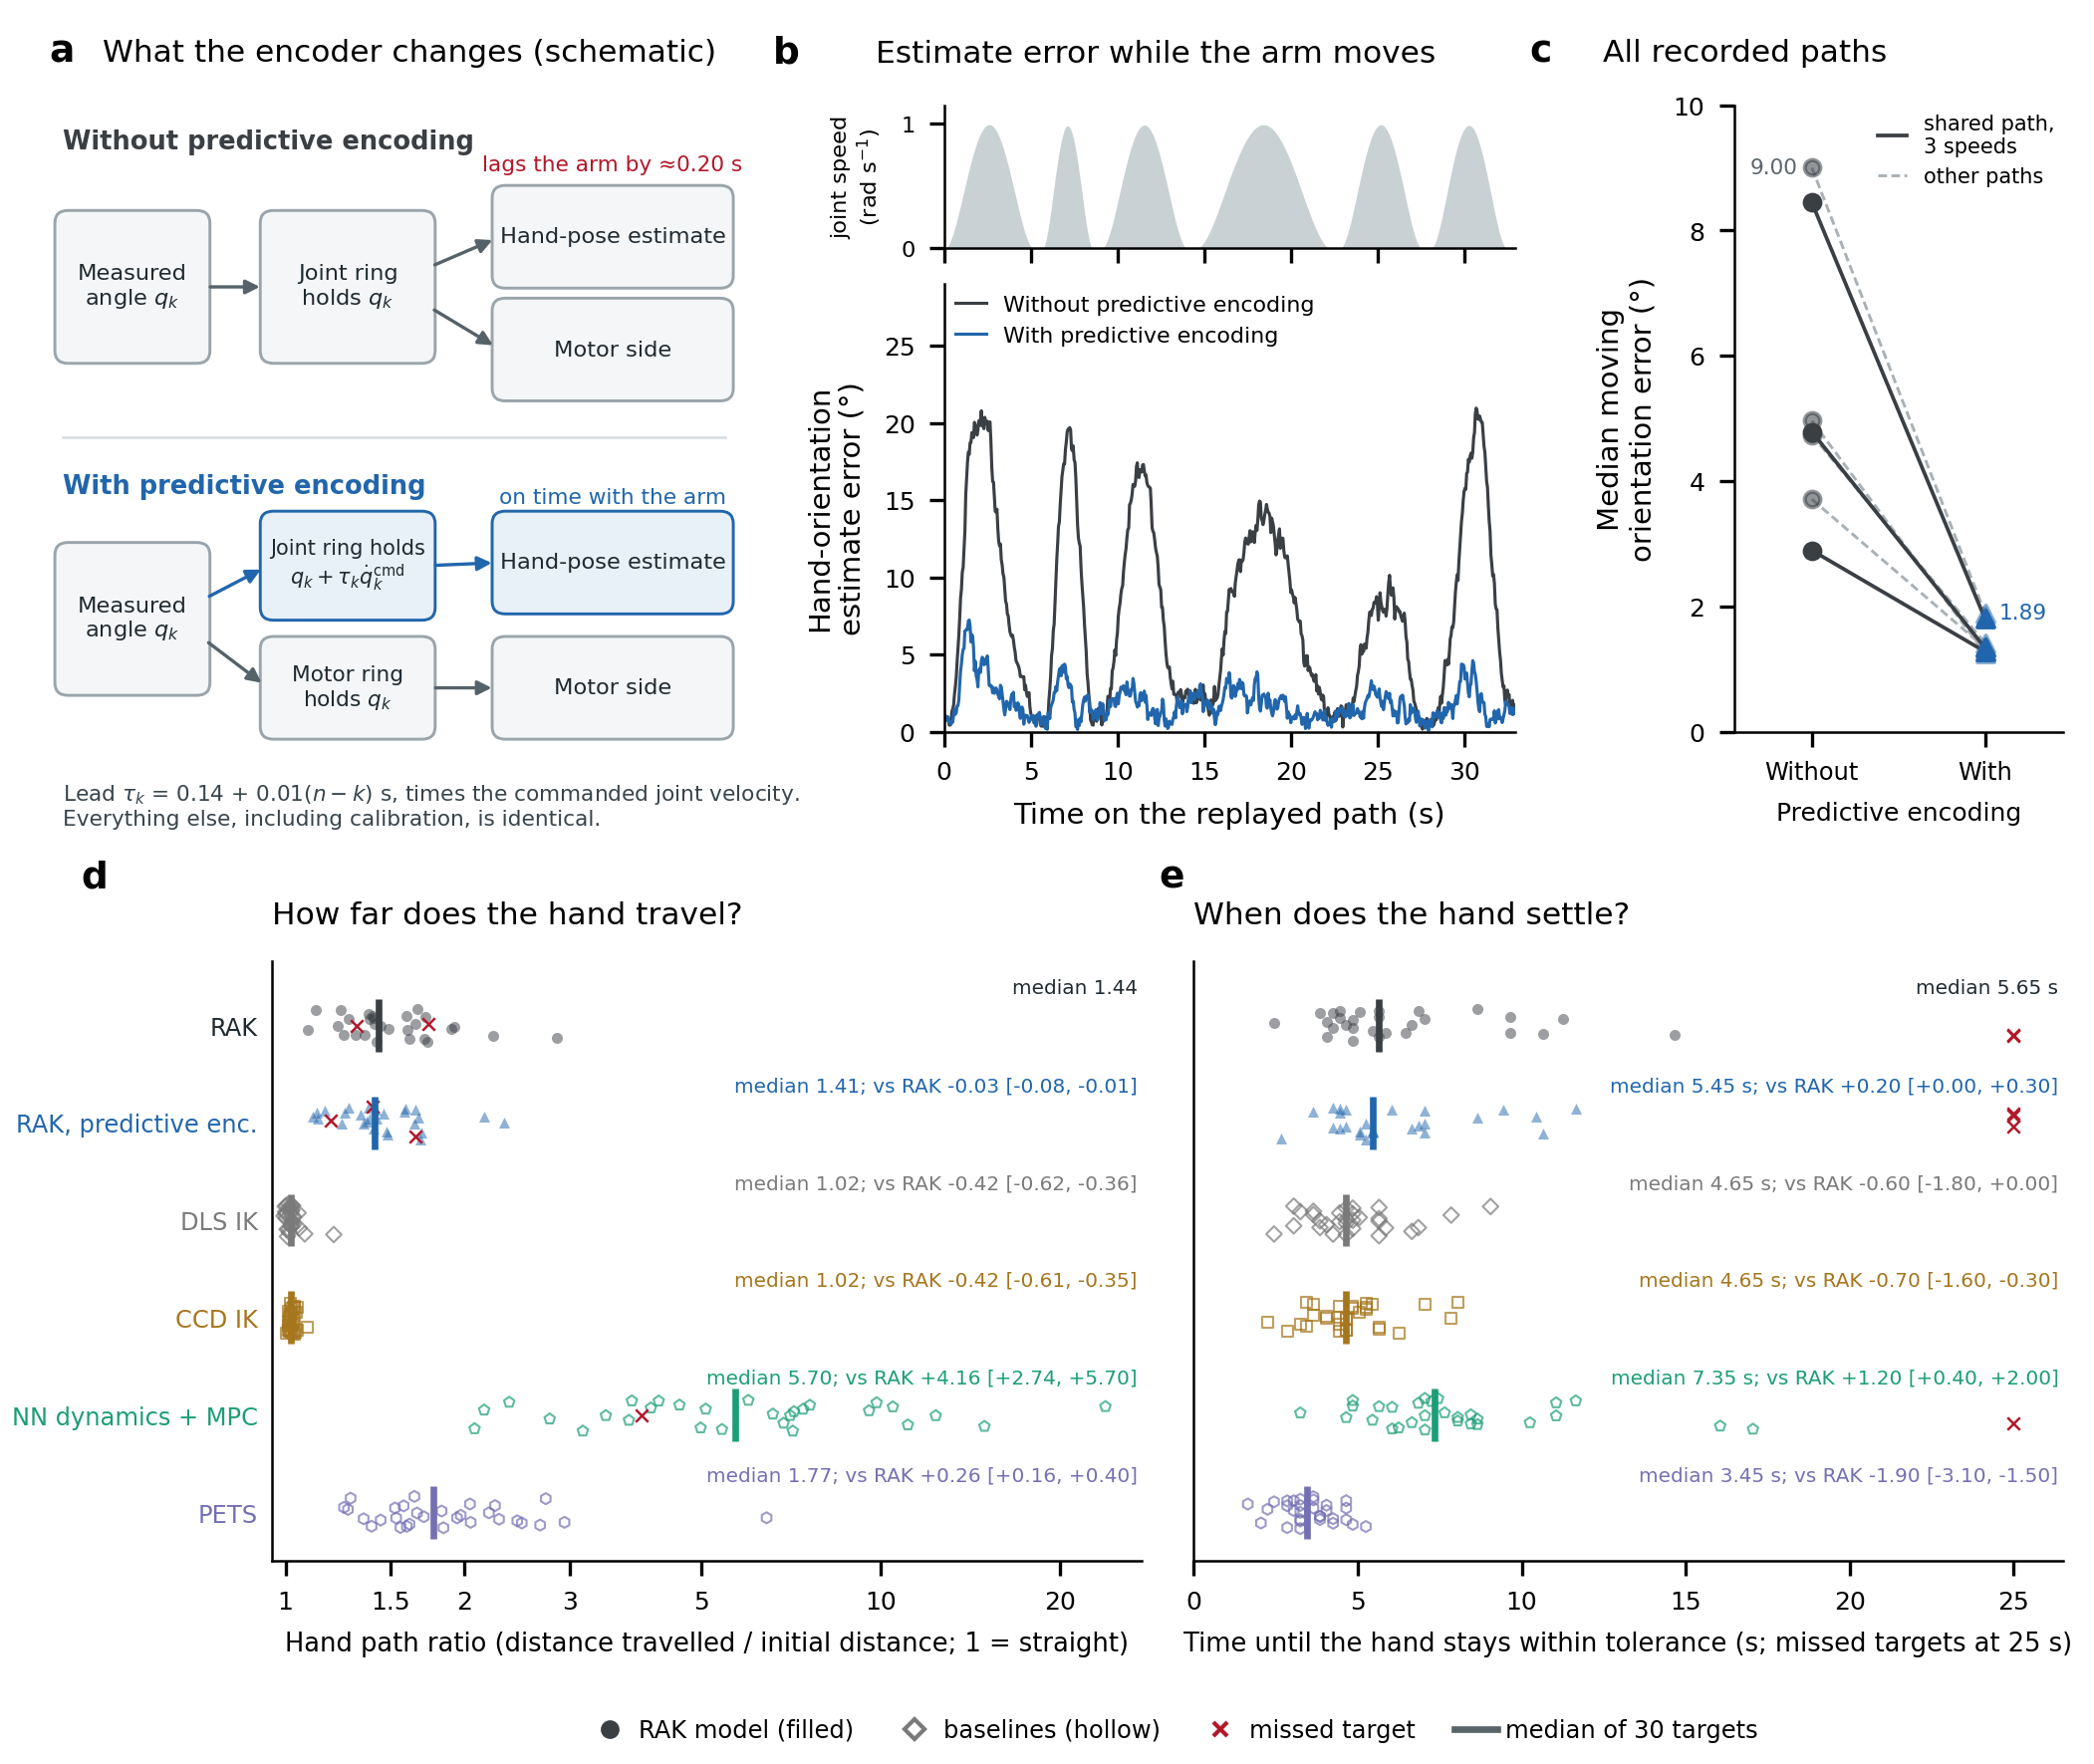 a What the encoder changes (schematic)
Without predictive encoding
lags the arm by ≈0.20 s
Measured
angle qk
Joint ring
holds qk
Hand-pose estimate
Motor side
With predictive encoding
on time with the arm
Measured
angle qk
Joint ring holds
qk + τk q̇k^cmd
Hand-pose estimate
Motor ring
holds qk
Motor side
Lead τk = 0.14 + 0.01(n − k) s, times the commanded joint velocity.
Everything else, including calibration, is identical.
b Estimate error while the arm moves
joint speed
(rad s⁻¹)
1
0
Without predictive encoding
With predictive encoding
Hand-orientation
estimate error (°)
25
20
15
10
5
0
0 5 10 15 20 25 30
Time on the replayed path (s)
c All recorded paths
shared path,
3 speeds
other paths
Median moving
orientation error (°)
10
8
6
4
2
0
9.00
1.89
Without With
Predictive encoding
d
How far does the hand travel?
RAK
median 1.44
RAK, predictive enc.
median 1.41; vs RAK -0.03 [-0.08, -0.01]
DLS IK
median 1.02; vs RAK -0.42 [-0.62, -0.36]
CCD IK
median 1.02; vs RAK -0.42 [-0.61, -0.35]
NN dynamics + MPC
median 5.70; vs RAK +4.16 [+2.74, +5.70]
PETS
median 1.77; vs RAK +0.26 [+0.16, +0.40]
1 1.5 2 3 5 10 20
Hand path ratio (distance travelled / initial distance; 1 = straight)
e
When does the hand settle?
median 5.65 s
median 5.45 s; vs RAK +0.20 [+0.00, +0.30]
median 4.65 s; vs RAK -0.60 [-1.80, +0.00]
median 4.65 s; vs RAK -0.70 [-1.60, -0.30]
median 7.35 s; vs RAK +1.20 [+0.40, +2.00]
median 3.45 s; vs RAK -1.90 [-3.10, -1.50]
0 5 10 15 20 25
Time until the hand stays within tolerance (s; missed targets at 25 s)
RAK model (filled) baselines (hollow) missed target median of 30 targets